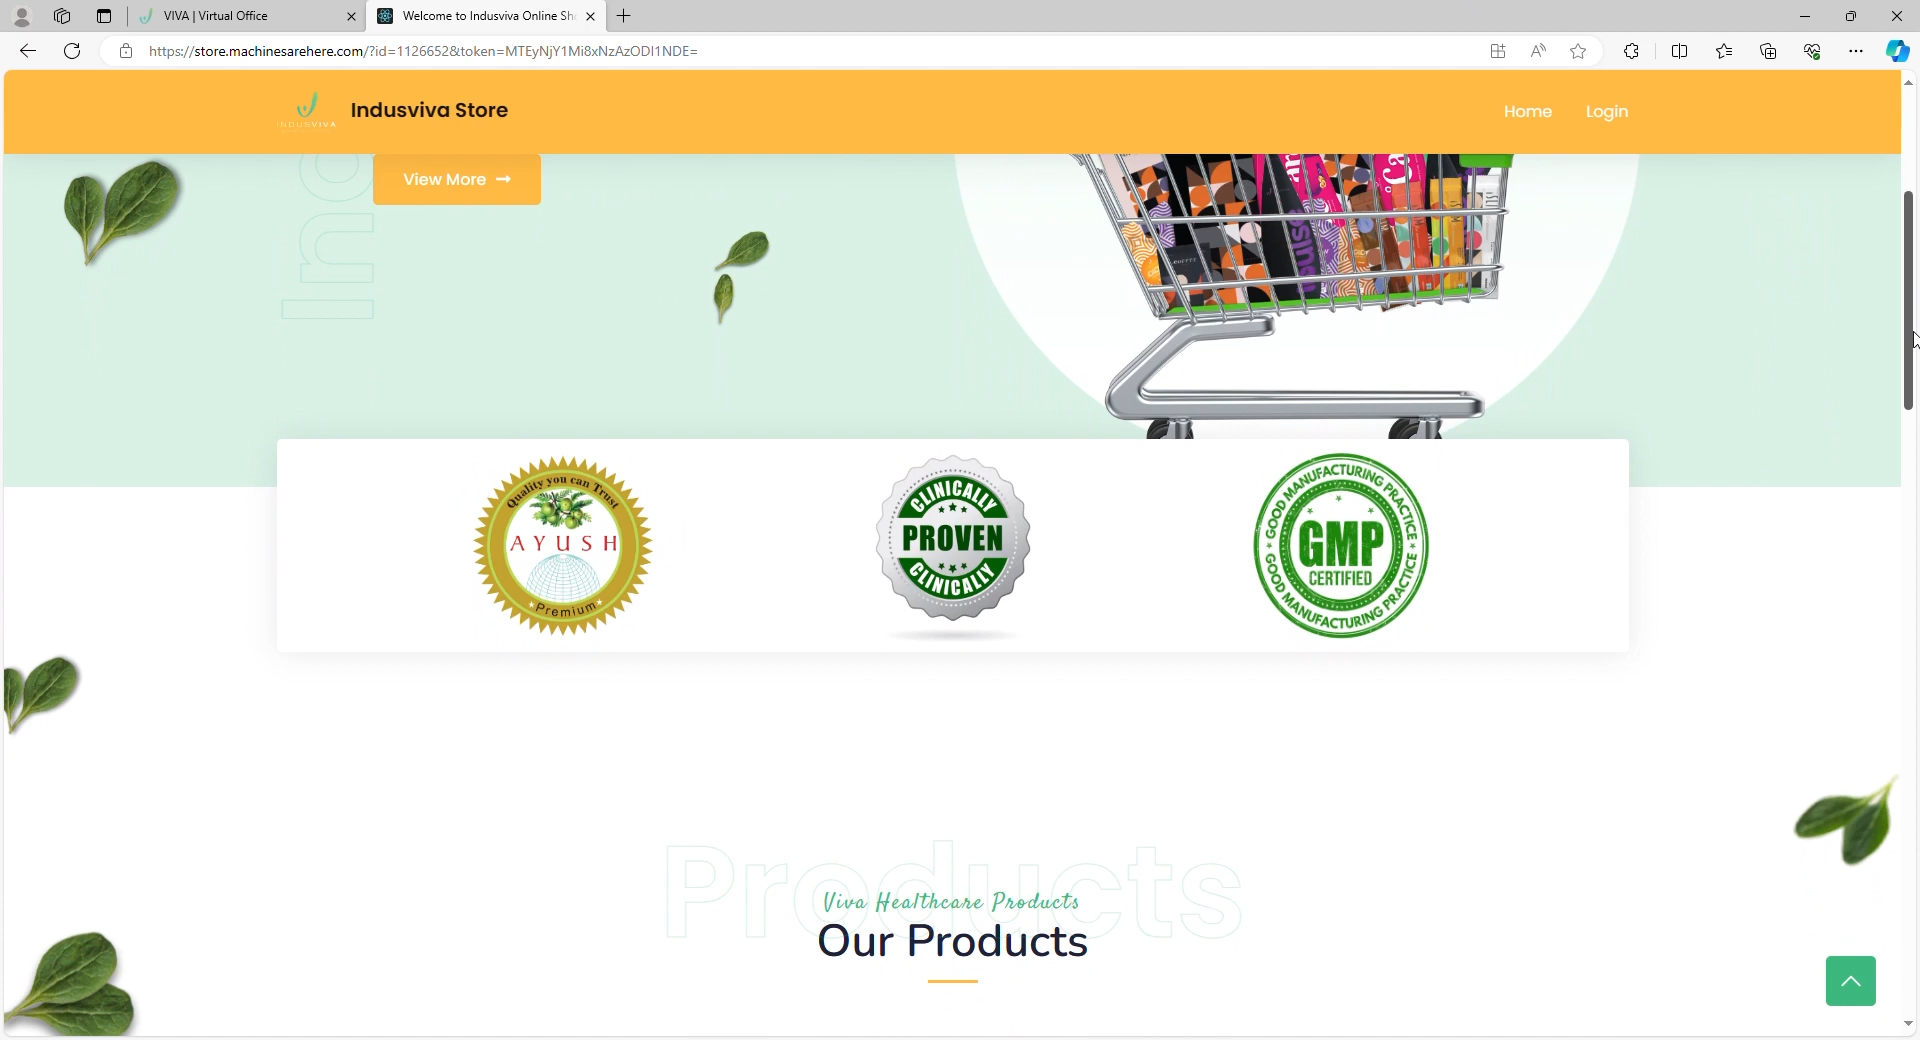 VIVA | Virtual Office
Welcome to Indusviva Online Sh
https://store.machinesarehere.com/?id=1126652&token=MTEyNjY1Mi8xNzAzODI1NDE=
INDUSVIVA
Indusviva Store
Home
Login
Ind
View More
pulse
Quality you can Trust
AYUSH
Premium
CLINICALLY
PROVEN
CLINICALLY
GOOD MANUFACTURING PRACTICE
GMP
CERTIFIED
GOOD MANUFACTURING PRACTICE
Products
Viva Healthcare Products
Our Products